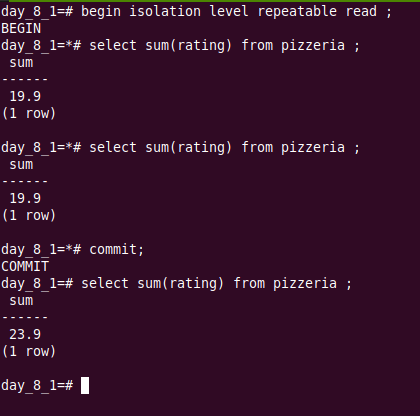 day_8_1=# begin isolation level repeatable read ;
BEGIN
day_8_1=*# select sum(rating) from pizzeria ;
 sum
------
 19.9
(1 row)

day_8_1=*# select sum(rating) from pizzeria ;
 sum
------
 19.9
(1 row)

day_8_1=*# commit;
COMMIT
day_8_1=# select sum(rating) from pizzeria ;
 sum
------
 23.9
(1 row)

day_8_1=#